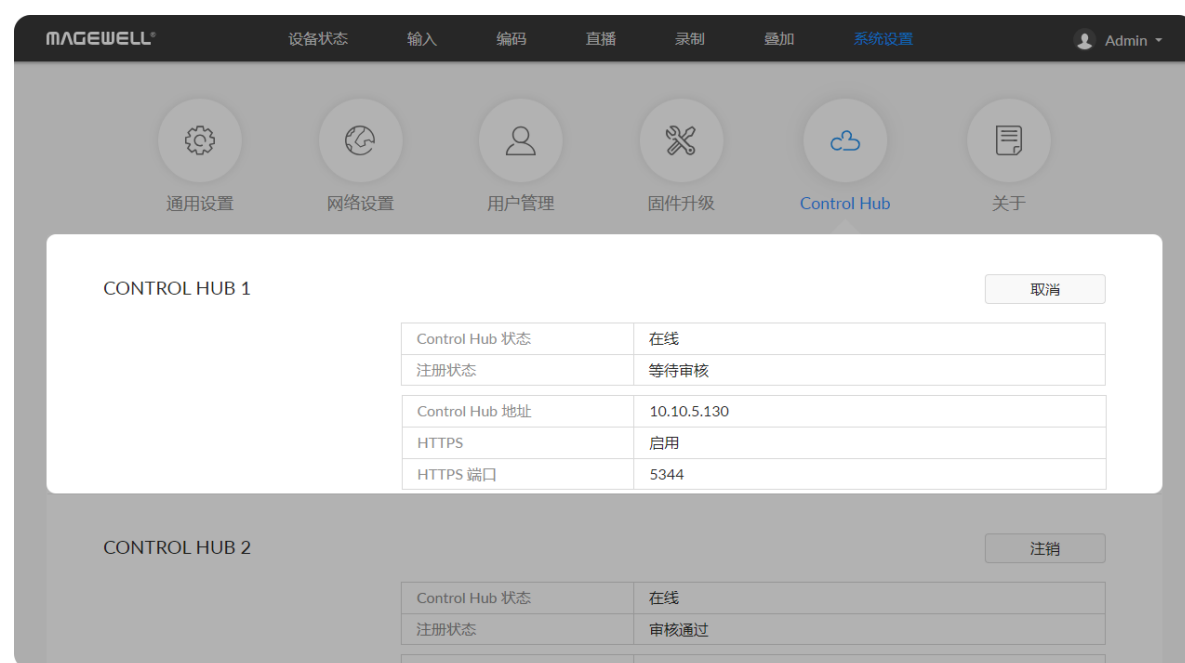 MAGEWELL® 设备状态 输入 编码 直播 录制 叠加 系统设置 Admin
通用设置 网络设置 用户管理 固件升级 Control Hub 关于
CONTROL HUB 1 取消
Control Hub 状态 在线
注册状态 等待审核
Control Hub 地址 10.10.5.130
HTTPS 启用
HTTPS 端口 5344
CONTROL HUB 2 注销
Control Hub 状态 在线
注册状态 审核通过